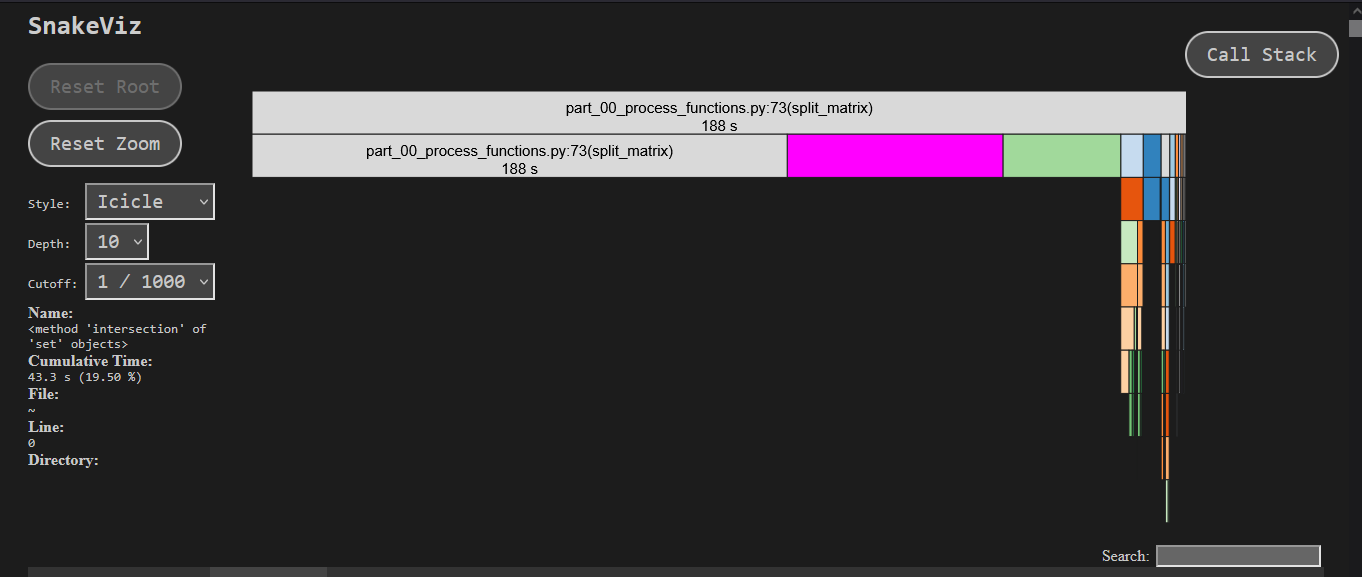 SnakeViz
Call Stack
Reset Root
Reset Zoom
Style: Icicle
Depth: 10
Cutoff: 1 / 1000
Name:
<method 'intersection' of
'set' objects>
Cumulative Time:
43.3 s (19.50 %)
File:
~
Line:
0
Directory:
part_00_process_functions.py:73(split_matrix)
188 s
part_00_process_functions.py:73(split_matrix)
188 s
Search: